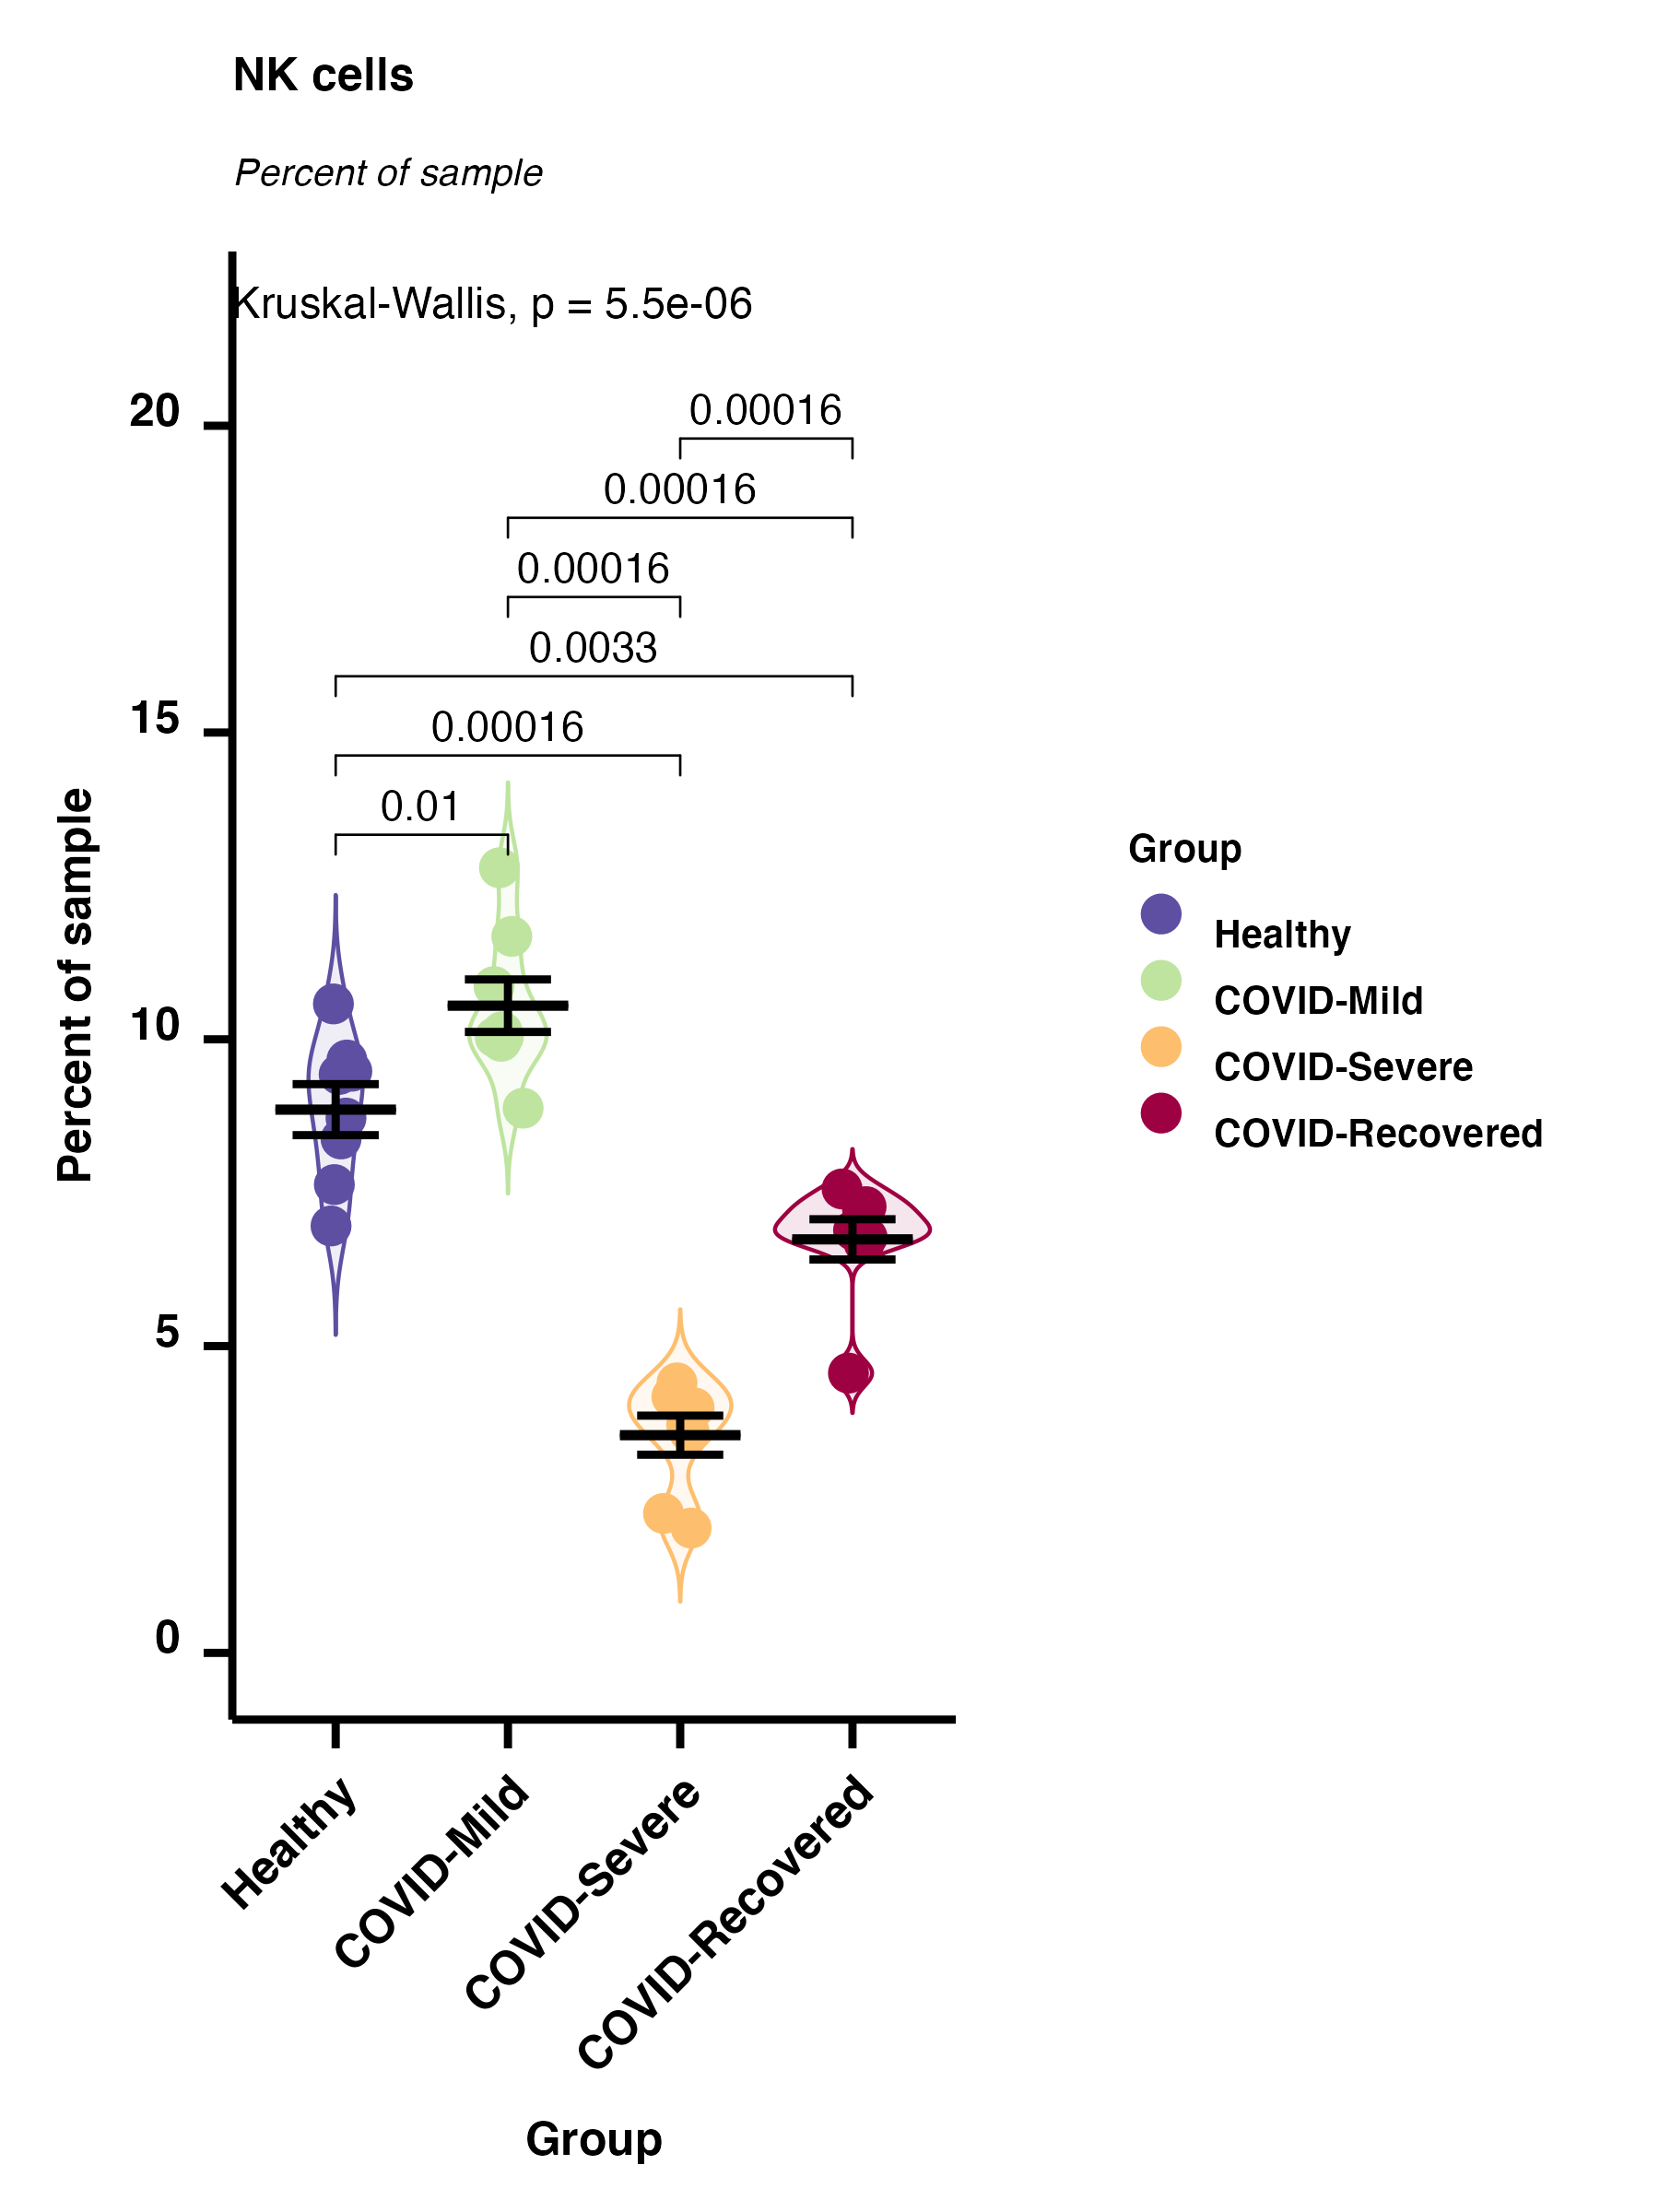 NK cells
Percent of sample
Kruskal-Wallis, p = 5.5e-06
20
15
10
5
0
Percent of sample
0.00016
0.00016
0.00016
0.0033
0.00016
0.01
Group
Healthy
COVID-Mild
COVID-Severe
COVID-Recovered
Healthy
COVID-Mild
COVID-Severe
COVID-Recovered
Group